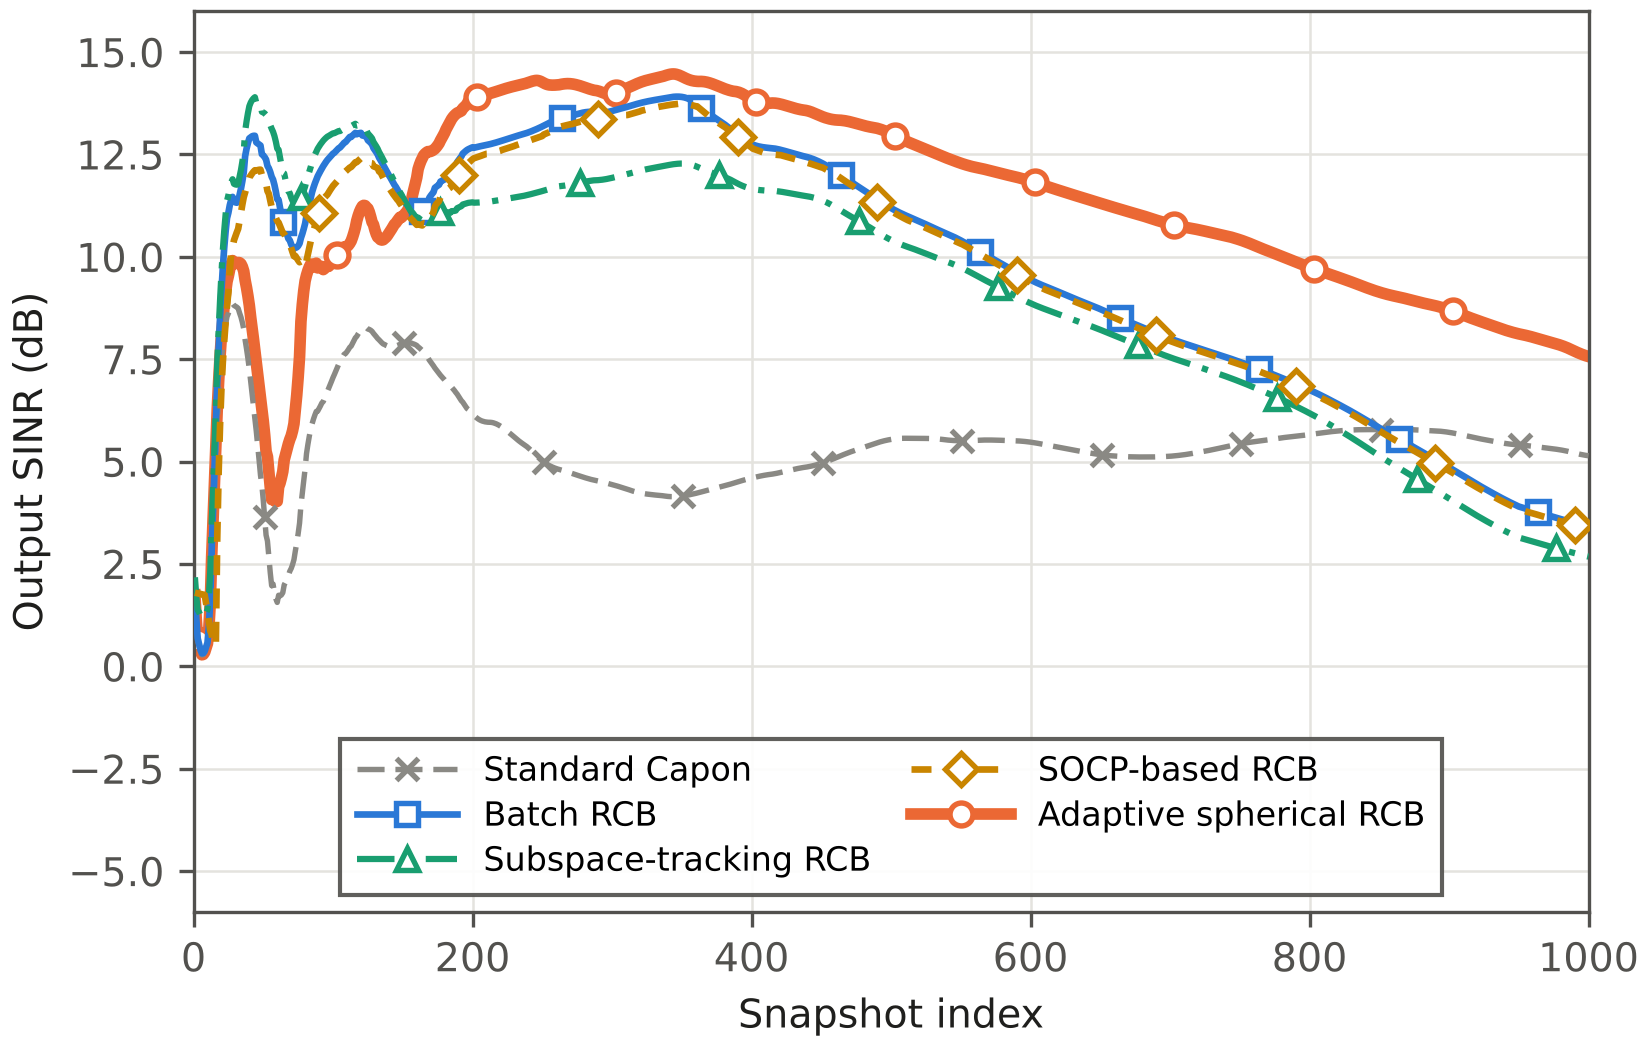 15.0
12.5
10.0
7.5
5.0
2.5
0.0
−2.5
−5.0
Output SINR (dB)
Standard Capon
Batch RCB
Subspace-tracking RCB
SOCP-based RCB
Adaptive spherical RCB
0
200
400
600
800
1000
Snapshot index